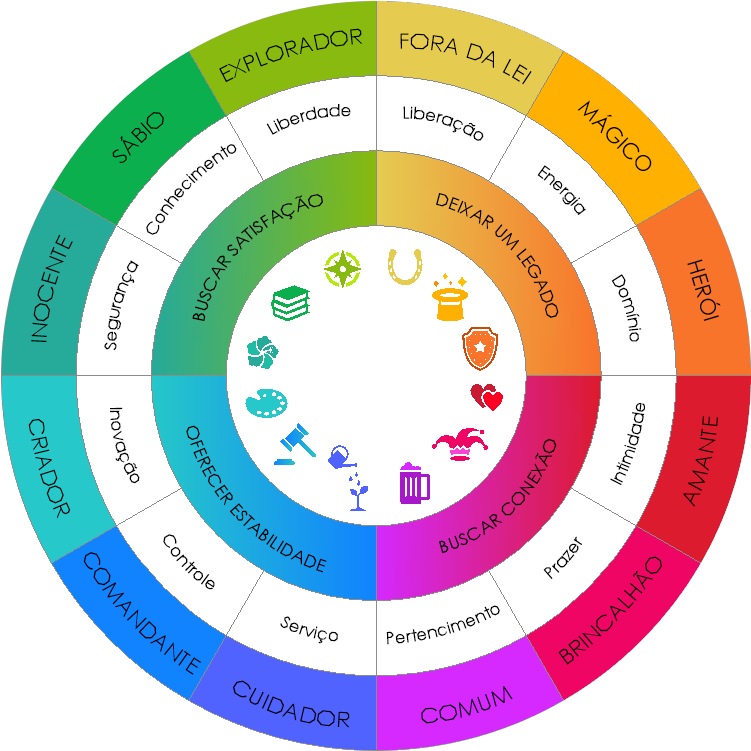 EXPLORADOR
FORA DA LEI
MÁGICO
HERÓI
AMANTE
BRINCALHÃO
COMUM
CUIDADOR
COMANDANTE
CRIADOR
INOCENTE
SÁBIO
Liberdade
Liberação
Energia
Domínio
Intimidade
Prazer
Pertencimento
Serviço
Controle
Inovação
Segurança
Conhecimento
BUSCAR SATISFAÇÃO
DEIXAR UM LEGADO
BUSCAR CONEXÃO
OFERECER ESTABILIDADE